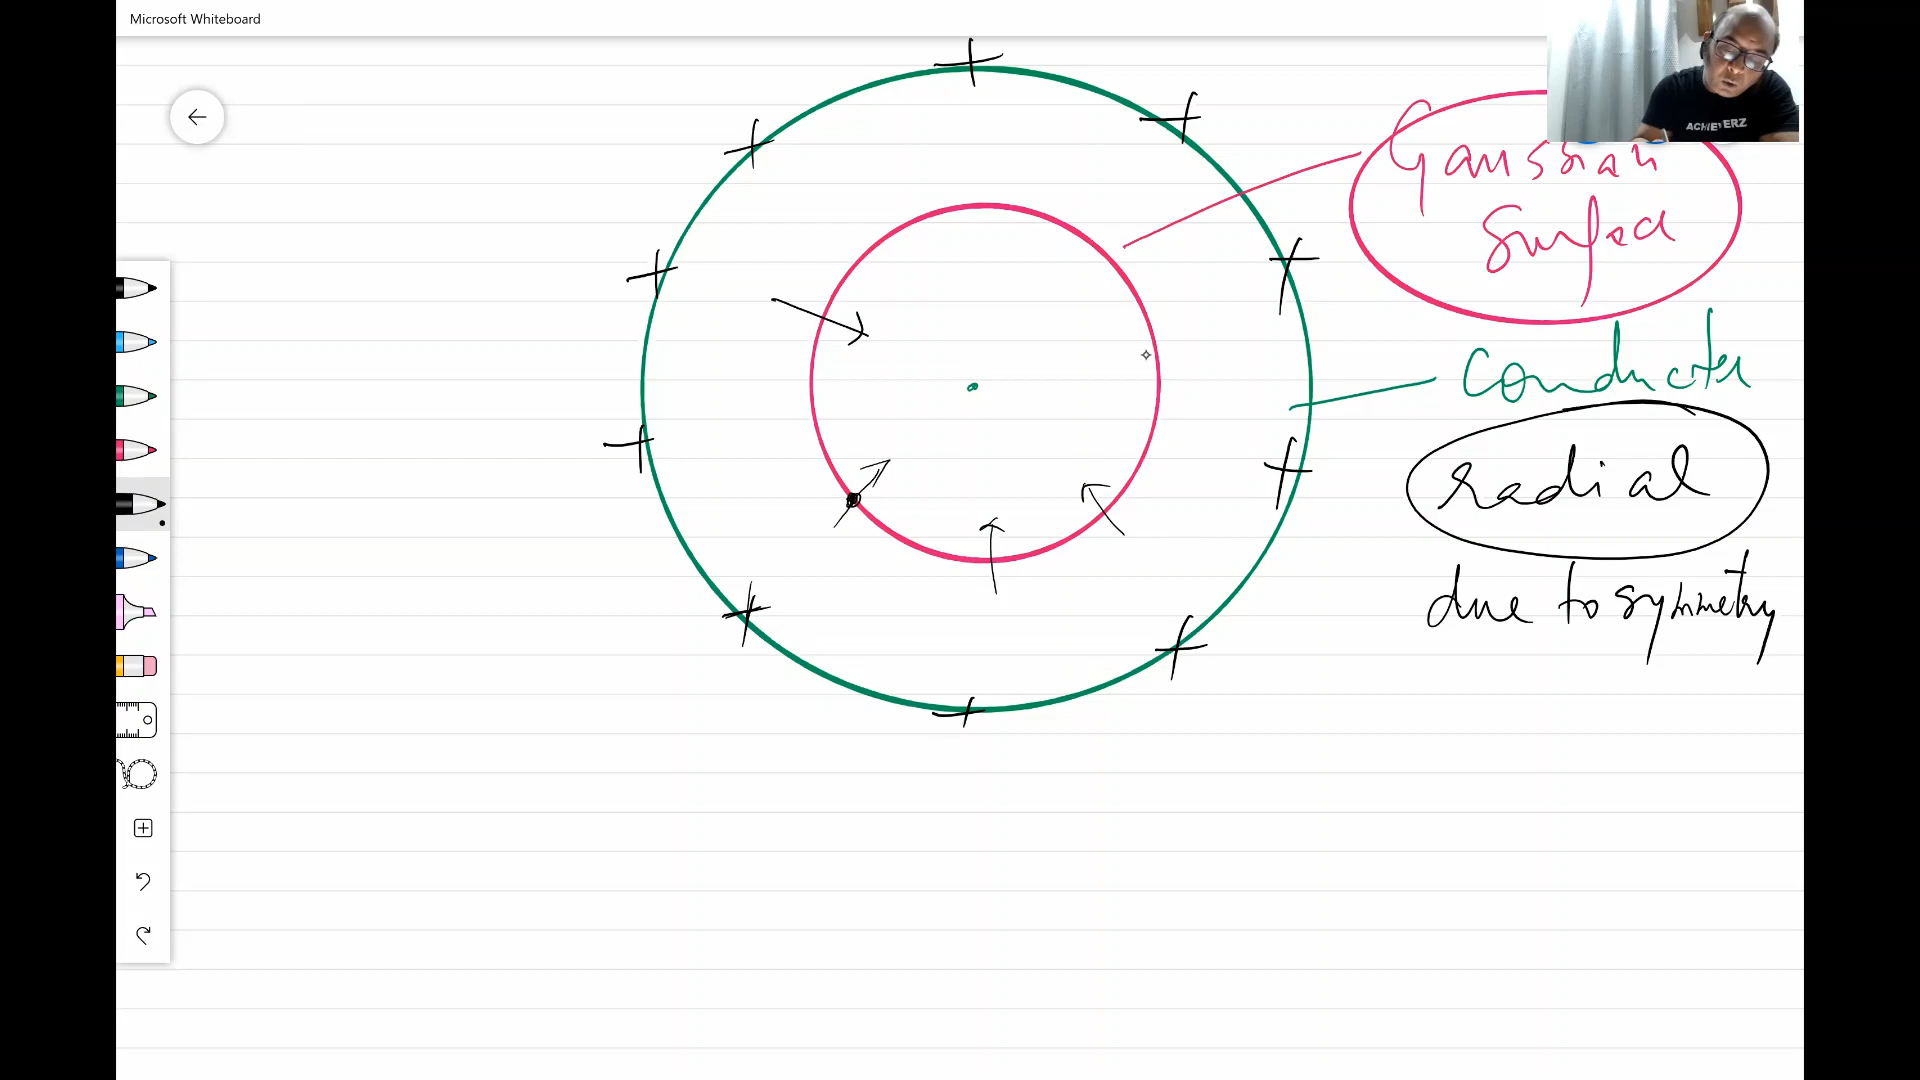 Microsoft Whiteboard
ACHIEVERZ
Gaussian
Surface
Conductor
radial
due to symmetry